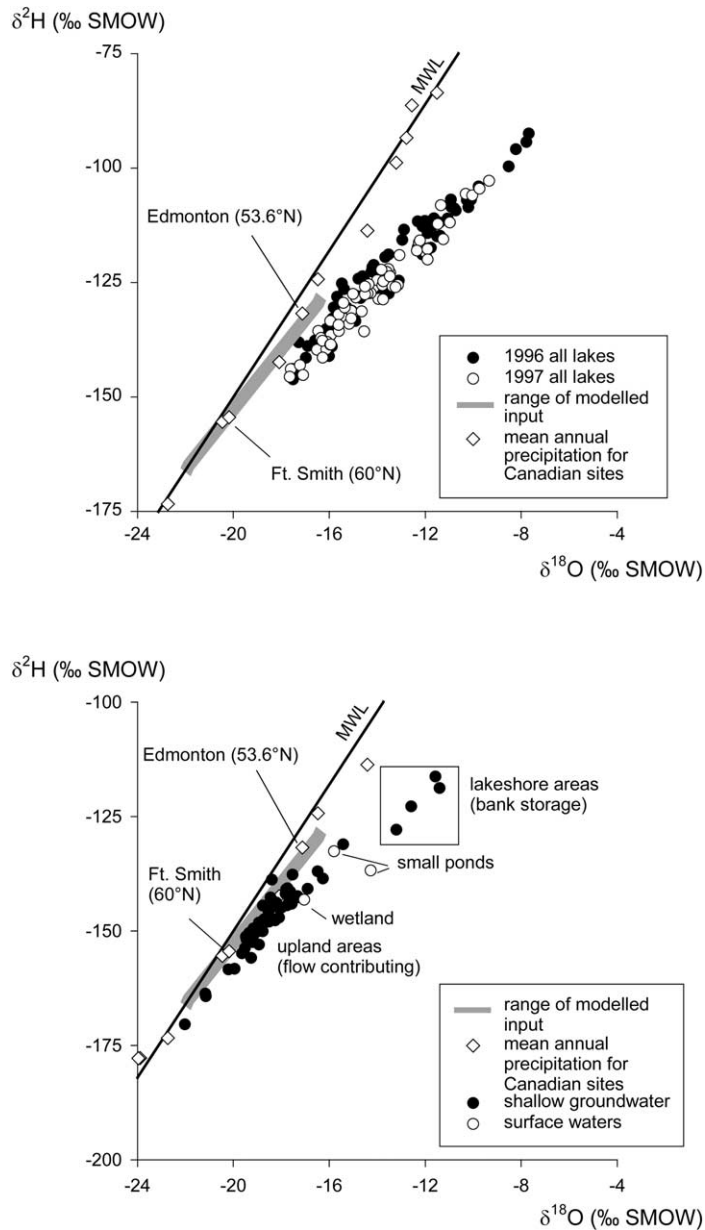 δ²H (‰ SMOW)
-75
MWL
-100
Edmonton (53.6°N)
-125
1996 all lakes
1997 all lakes
range of modelled
input
-150
mean annual
precipitation for
Canadian sites
Ft. Smith (60°N)
-175
-24 -20 -16 -12 -8 -4
δ¹⁸O (‰ SMOW)
δ²H (‰ SMOW)
-100
MWL
Edmonton (53.6°N)
lakeshore areas
(bank storage)
-125
Ft. Smith
(60°N)
small ponds
wetland
-150
upland areas
(flow contributing)
range of modelled
input
mean annual
precipitation for
Canadian sites
-175
shallow groundwater
surface waters
-200
-24 -20 -16 -12 -8 -4
δ¹⁸O (‰ SMOW)